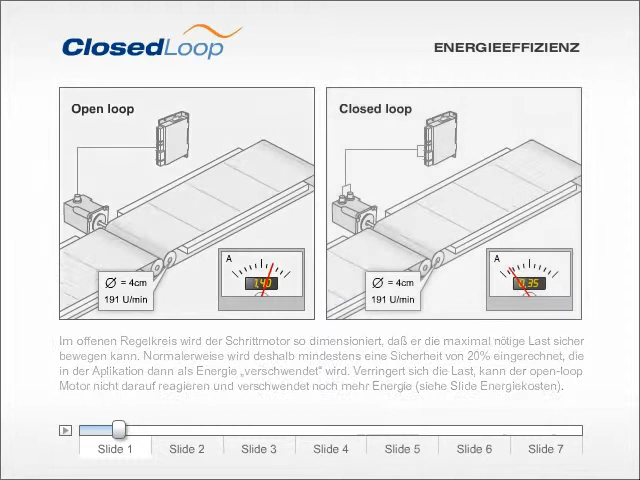 ClosedLoop
ENERGIEEFFIZIENZ
Open loop
Closed loop
A
1,40
Ø = 4cm
191 U/min
A
0,35
Ø = 4cm
191 U/min
Im offenen Regelkreis wird der Schrittmotor so dimensioniert, daß er die maximal nötige Last sicher
bewegen kann. Normalerweise wird deshalb mindestens eine Sicherheit von 20% eingerechnet, die
in der Aplikation dann als Energie „verschwendet“ wird. Verringert sich die Last, kann der open-loop
Motor nicht darauf reagieren und verschwendet noch mehr Energie (siehe Slide Energiekosten).
Slide 1
Slide 2
Slide 3
Slide 4
Slide 5
Slide 6
Slide 7